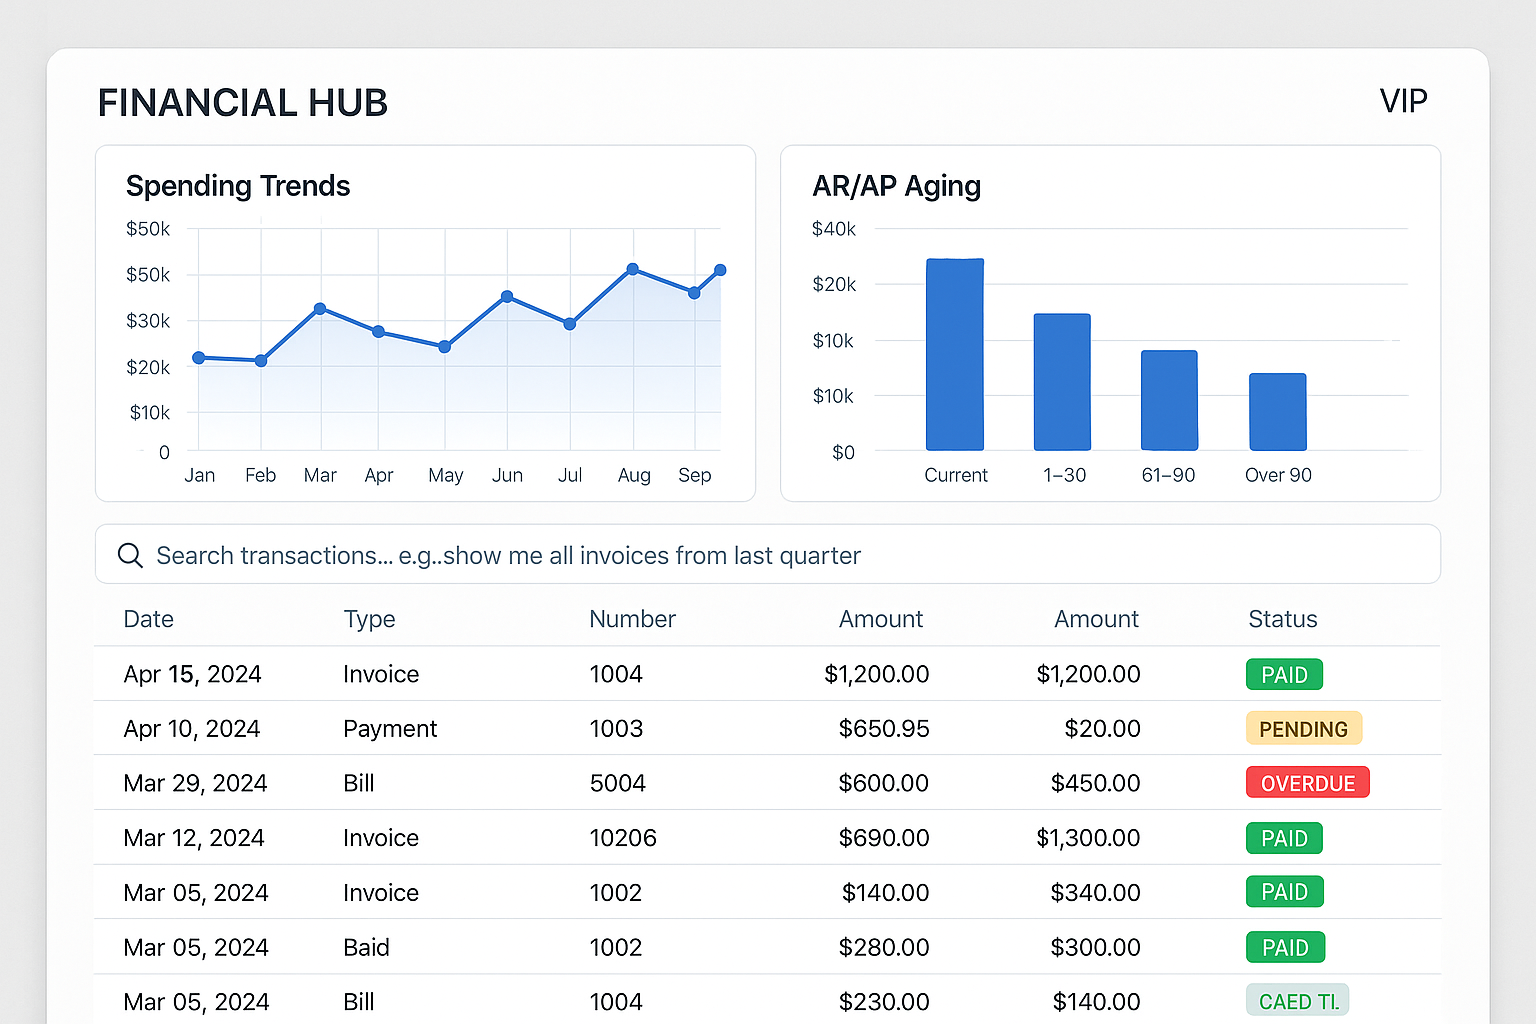 FINANCIAL HUB
VIP
Spending Trends
$50k
$50k
$30k
$20k
$10k
0
Jan Feb Mar Apr May Jun Jul Aug Sep
AR/AP Aging
$40k
$20k
$10k
$10k
$0
Current 1–30 61–90 Over 90
Search transactions... e.g..show me all invoices from last quarter
Date Type Number Amount Amount Status
Apr 15, 2024 Invoice 1004 $1,200.00 $1,200.00 PAID
Apr 10, 2024 Payment 1003 $650.95 $20.00 PENDING
Mar 29, 2024 Bill 5004 $600.00 $450.00 OVERDUE
Mar 12, 2024 Invoice 10206 $690.00 $1,300.00 PAID
Mar 05, 2024 Invoice 1002 $140.00 $340.00 PAID
Mar 05, 2024 Baid 1002 $280.00 $300.00 PAID
Mar 05, 2024 Bill 1004 $230.00 $140.00 CAED TI.